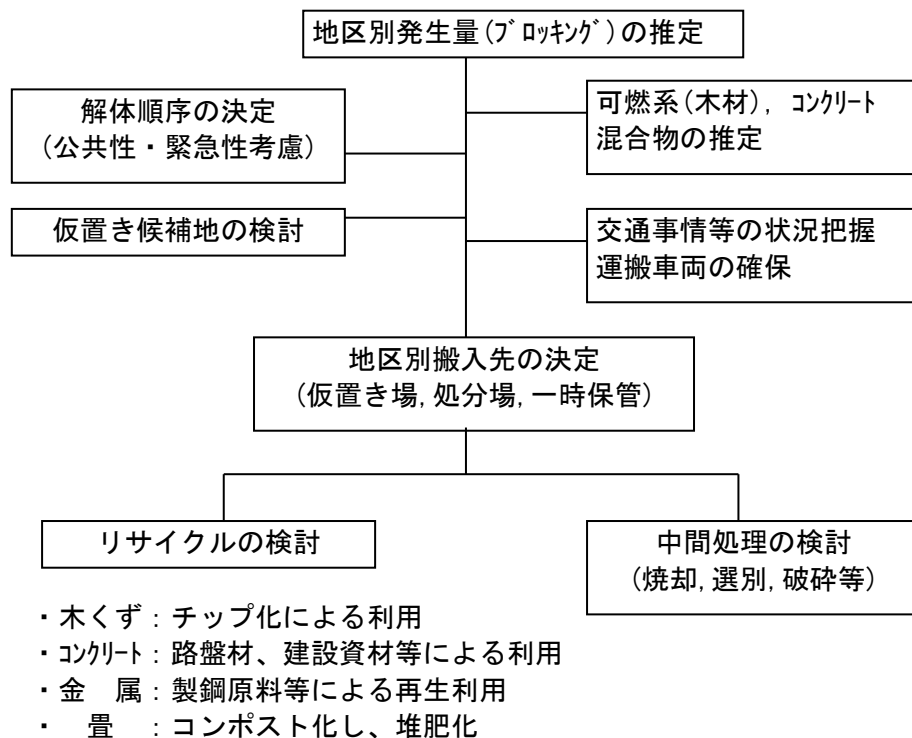 地区別発生量(ﾌﾞﾛｯｷﾝｸﾞ)の推定
解体順序の決定
(公共性・緊急性考慮)
可燃系(木材), ｺﾝｸﾘｰﾄ
混合物の推定
仮置き候補地の検討
交通事情等の状況把握
運搬車両の確保
地区別搬入先の決定
(仮置き場, 処分場, 一時保管)
リサイクルの検討
中間処理の検討
(焼却, 選別, 破砕等)
・木くず：チップ化による利用
・ｺﾝｸﾘｰﾄ：路盤材、建設資材等による利用
・金　属：製鋼原料等による再生利用
・　畳　：コンポスト化し、堆肥化